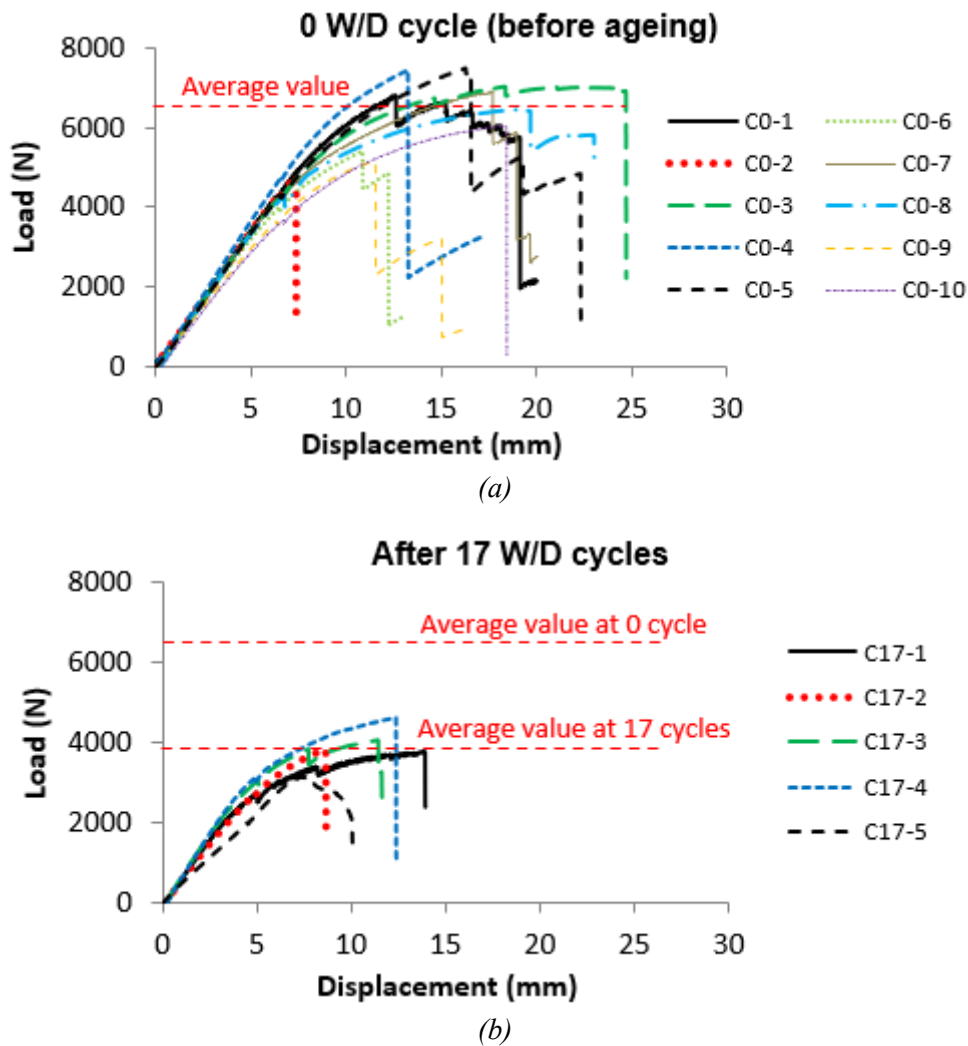 0 W/D cycle (before ageing)
8000
6000
4000
2000
0
Load (N)
Average value
0 5 10 15 20 25 30
Displacement (mm)
C0-1 C0-6
C0-2 C0-7
C0-3 C0-8
C0-4 C0-9
C0-5 C0-10
(a)
After 17 W/D cycles
8000
6000
4000
2000
0
Load (N)
Average value at 0 cycle
Average value at 17 cycles
0 5 10 15 20 25 30
Displacement (mm)
C17-1
C17-2
C17-3
C17-4
C17-5
(b)